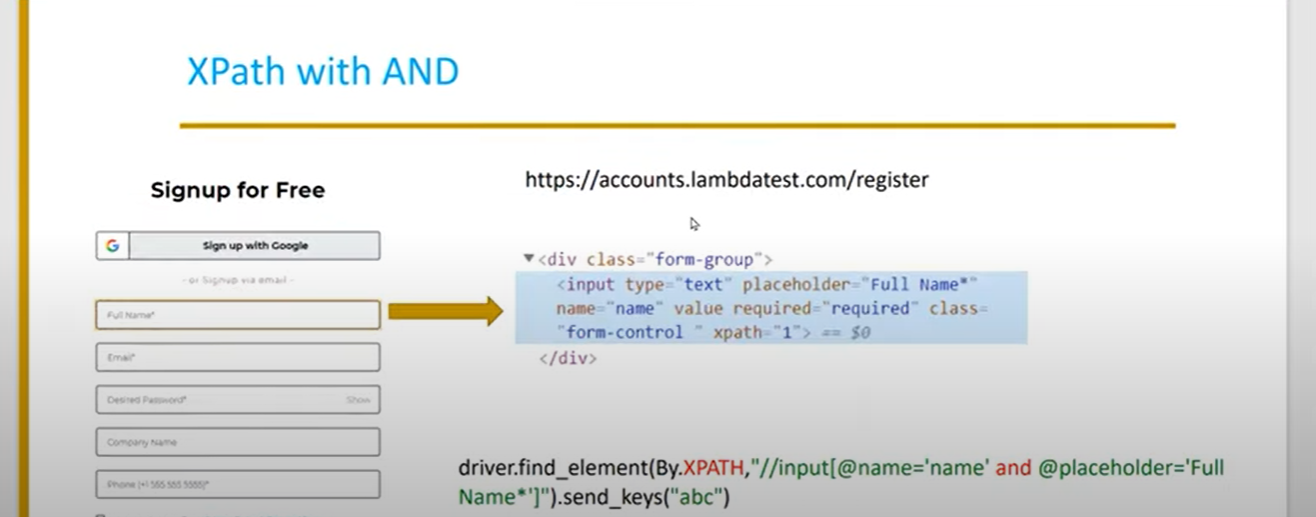 XPath with AND
Signup for Free
Sign up with Google
- or Signup via email -
Full Name*
Email*
Desired Password*
Show
Company Name
Phone (+1 555 555 5555)*
https://accounts.lambdatest.com/register
▼<div class="form-group">
<input type="text" placeholder="Full Name*"
name="name" value required="required" class=
"form-control " xpath="1"> == $0
</div>
driver.find_element(By.XPATH,"//input[@name='name' and @placeholder='Full
Name*']").send_keys("abc")